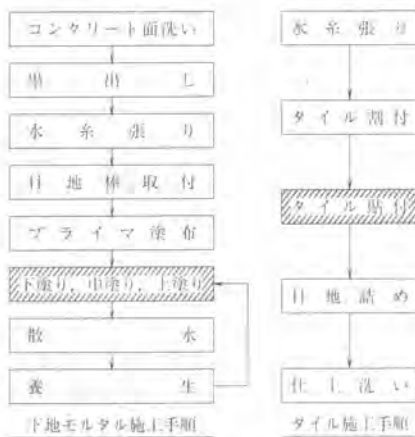 コンクリート面洗い
墨出し
水糸張り
目地棒取付
プライマ塗布
下塗り，中塗り，上塗り
散水
養生
下地モルタル施工手順
水糸張り
タイル割付
タイル貼付
目地詰め
仕上洗い
タイル施工手順